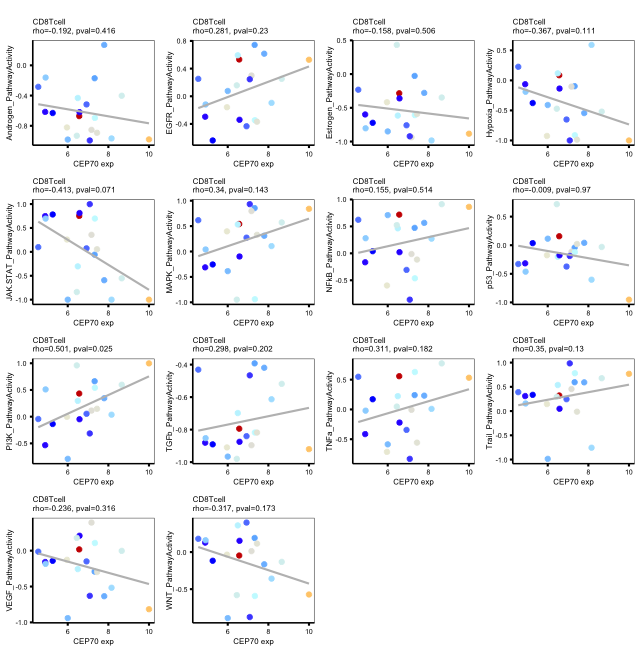 CD8Tcell
rho=-0.192, pval=0.416
Androgen_PathwayActivity
0.0
-0.4
-0.8
6
8
10
CEP70 exp
CD8Tcell
rho=0.281, pval=0.23
EGFR_PathwayActivity
0.8
0.4
0.0
-0.4
6
8
10
CEP70 exp
CD8Tcell
rho=-0.158, pval=0.506
Estrogen_PathwayActivity
0.5
0.0
-0.5
-1.0
6
8
10
CEP70 exp
CD8Tcell
rho=-0.367, pval=0.111
Hypoxia_PathwayActivity
0.5
0.0
-0.5
-1.0
6
8
10
CEP70 exp
CD8Tcell
rho=-0.413, pval=0.071
JAK-STAT_PathwayActivity
1.0
0.5
0.0
-0.5
-1.0
6
8
10
CEP70 exp
CD8Tcell
rho=0.34, pval=0.143
MAPK_PathwayActivity
1.0
0.5
0.0
-0.5
-1.0
6
8
10
CEP70 exp
CD8Tcell
rho=0.155, pval=0.514
NFkB_PathwayActivity
1.0
0.5
0.0
-0.5
6
8
10
CEP70 exp
CD8Tcell
rho=-0.009, pval=0.97
p53_PathwayActivity
0.5
0.0
-0.5
-1.0
6
8
10
CEP70 exp
CD8Tcell
rho=0.501, pval=0.025
PI3K_PathwayActivity
1.0
0.5
0.0
-0.5
6
8
10
CEP70 exp
CD8Tcell
rho=0.298, pval=0.202
TGFb_PathwayActivity
-0.4
-0.6
-0.8
-1.0
6
8
10
CEP70 exp
CD8Tcell
rho=0.311, pval=0.182
TNFa_PathwayActivity
0.5
0.0
-0.5
6
8
10
CEP70 exp
CD8Tcell
rho=0.35, pval=0.13
Trail_PathwayActivity
1.0
0.5
0.0
-0.5
-1.0
6
8
10
CEP70 exp
CD8Tcell
rho=-0.236, pval=0.316
VEGF_PathwayActivity
0.0
-0.5
-1.0
6
8
10
CEP70 exp
CD8Tcell
rho=-0.317, pval=0.173
WNT_PathwayActivity
0.0
-0.5
6
8
10
CEP70 exp